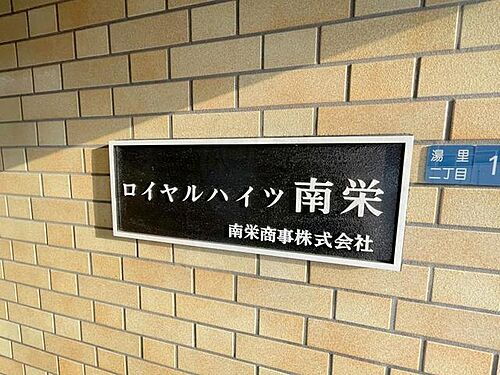 ロイヤルハイツ南栄
南栄商事株式会社
湯里
二丁目 1